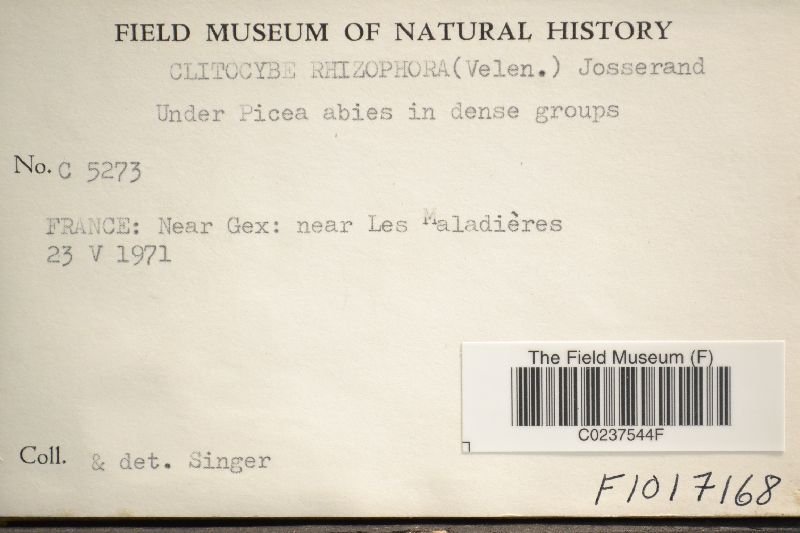 FIELD MUSEUM OF NATURAL HISTORY
CLITOCYBE RHIZOPHORA(Velen.) Josserand
Under Picea abies in dense groups
No. C 5273
FRANCE: Near Gex: near Les Maladières
23 V 1971
The Field Museum (F)
C0237544F
Coll. & det. Singer
F1017168